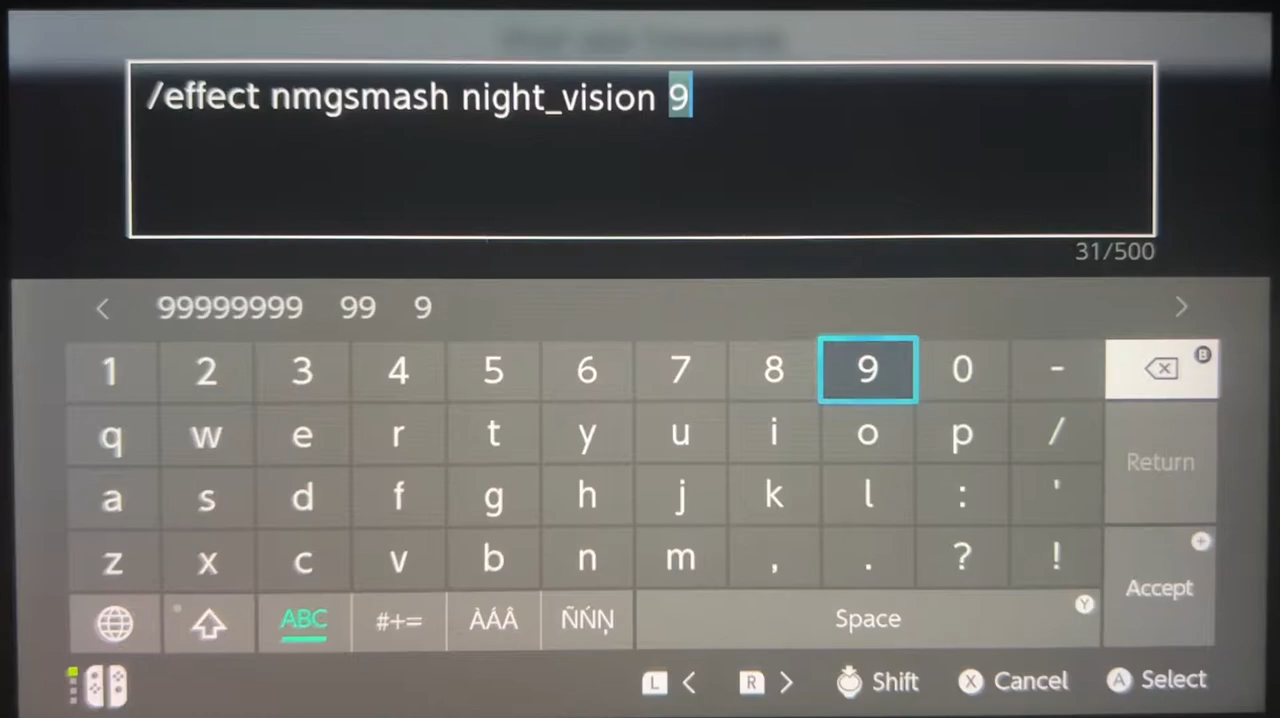 /effect nmgsmash night_vision 9
31/500
99999999 99 9
1 2 3 4 5 6 7 8 9 0 - B
q w e r t y u i o p /
Return
a s d f g h j k l : '
z x c v b n m , . ? !
Accept
ABC #+= ÀÁÂ ÑŃŅ Space Y
L < R > Shift X Cancel A Select